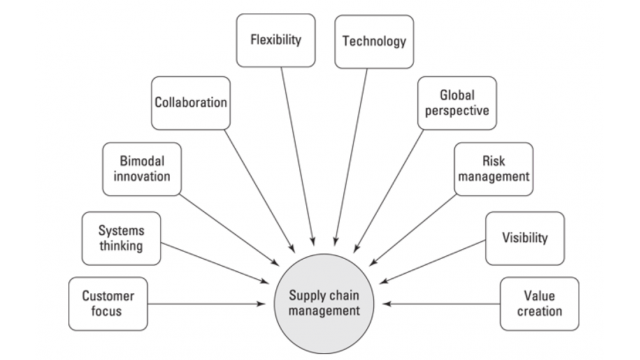 Flexibility
Technology
Collaboration
Global
perspective
Bimodal
innovation
Risk
management
Systems
thinking
Visibility
Customer
focus
Supply chain
management
Value
creation